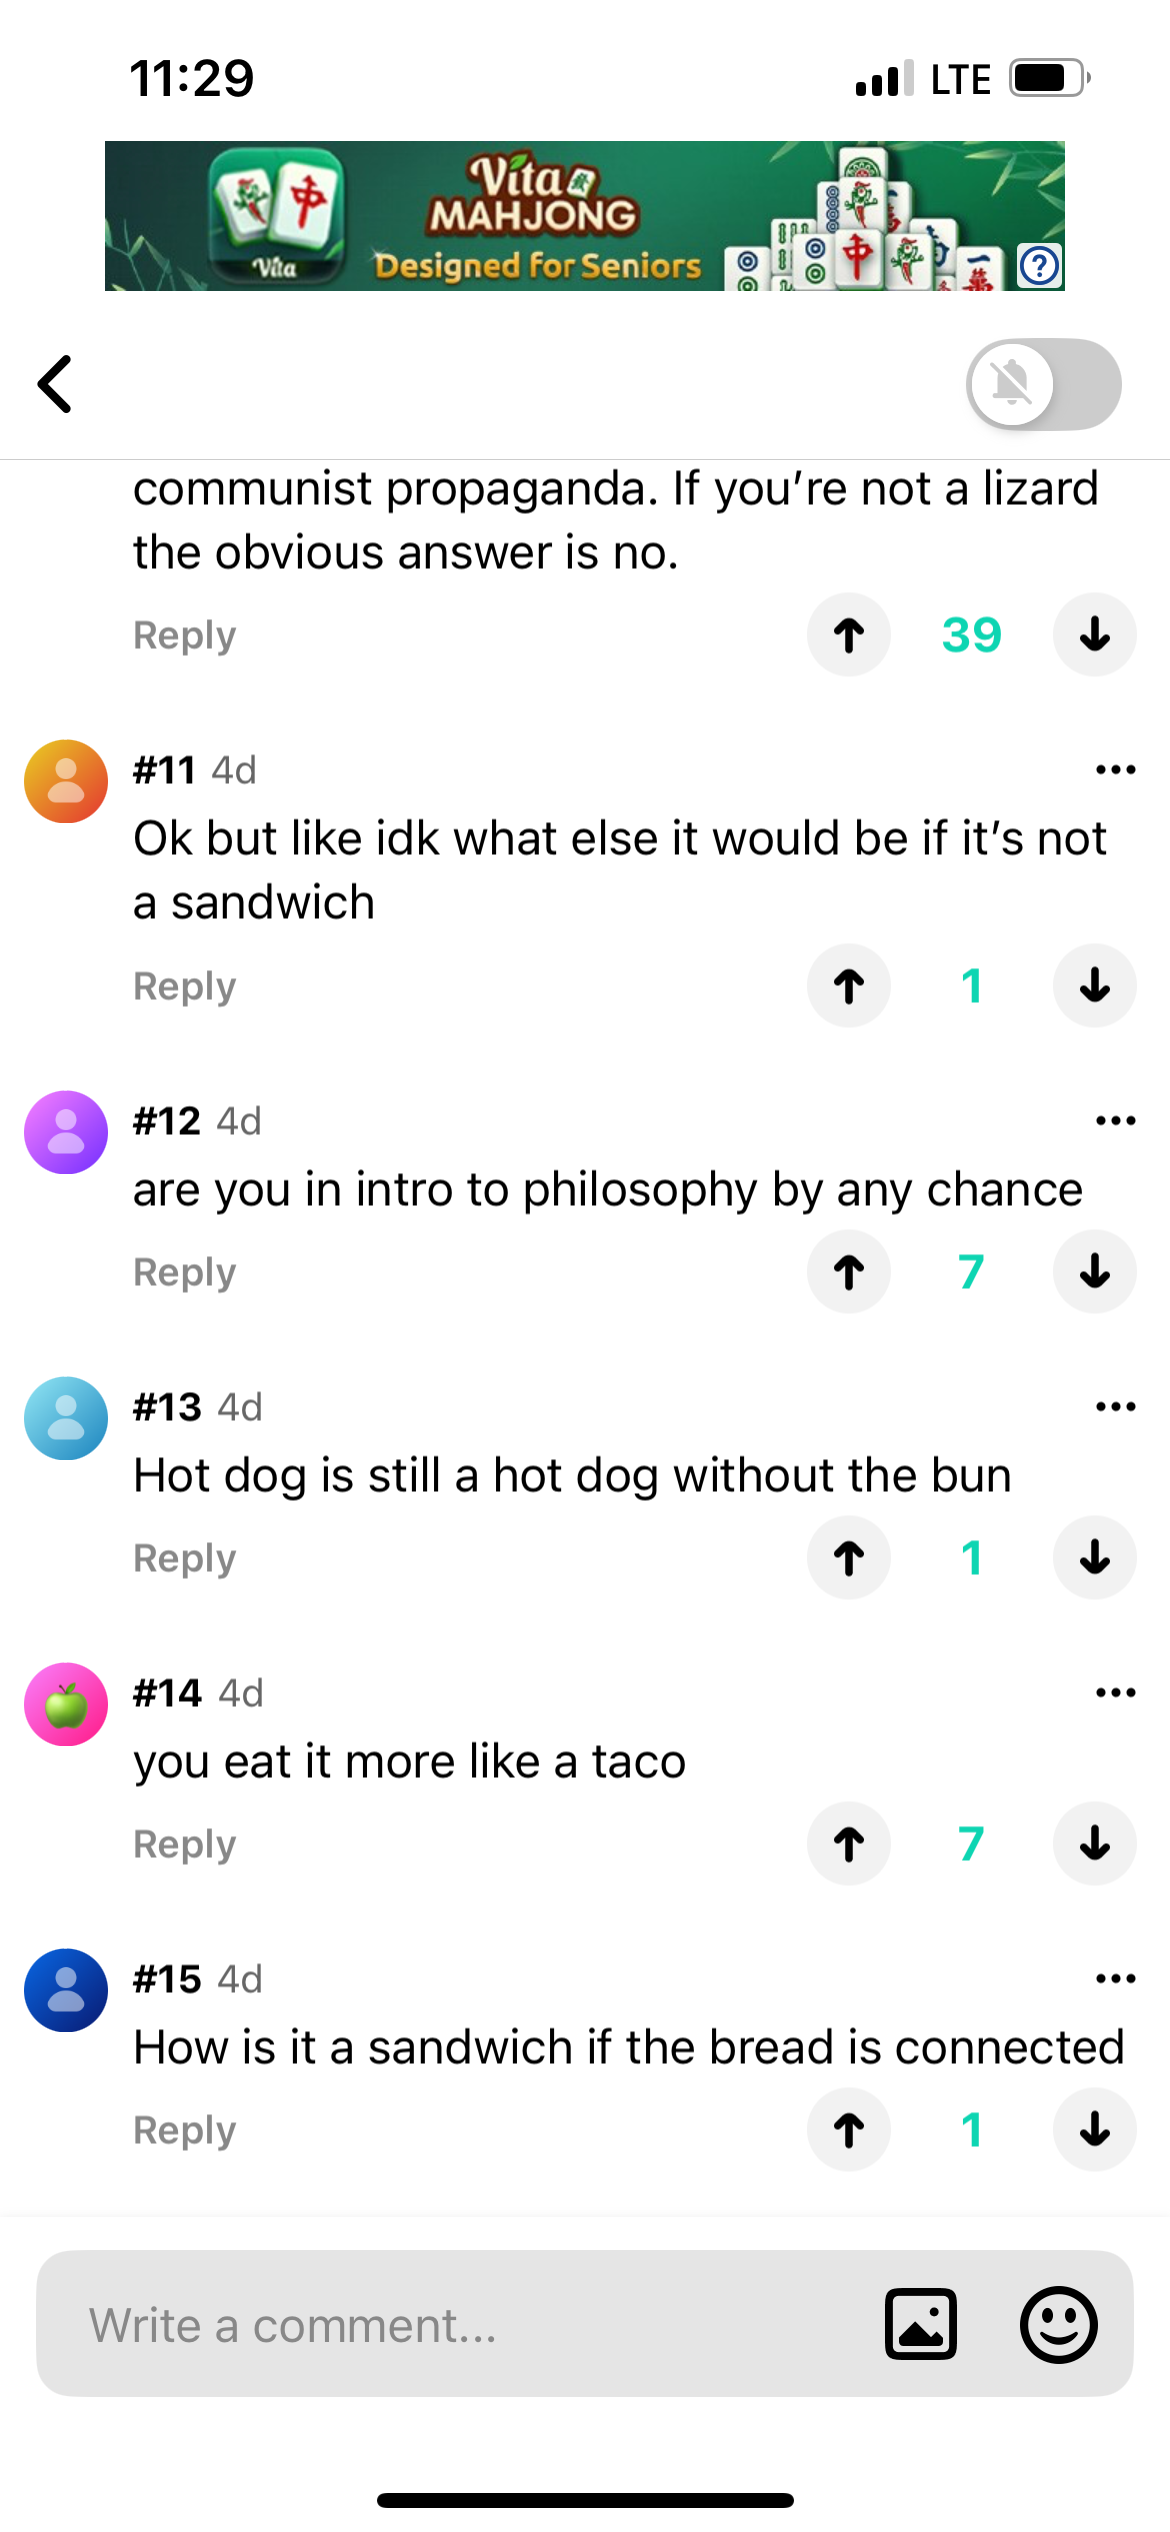 11:29
LTE
Vita
MAHJONG
Designed for Seniors
Vita
communist propaganda. If you’re not a lizard
the obvious answer is no.
Reply
39
#11 4d
Ok but like idk what else it would be if it’s not
a sandwich
Reply
1
#12 4d
are you in intro to philosophy by any chance
Reply
7
#13 4d
Hot dog is still a hot dog without the bun
Reply
1
#14 4d
you eat it more like a taco
Reply
7
#15 4d
How is it a sandwich if the bread is connected
Reply
1
Write a comment...